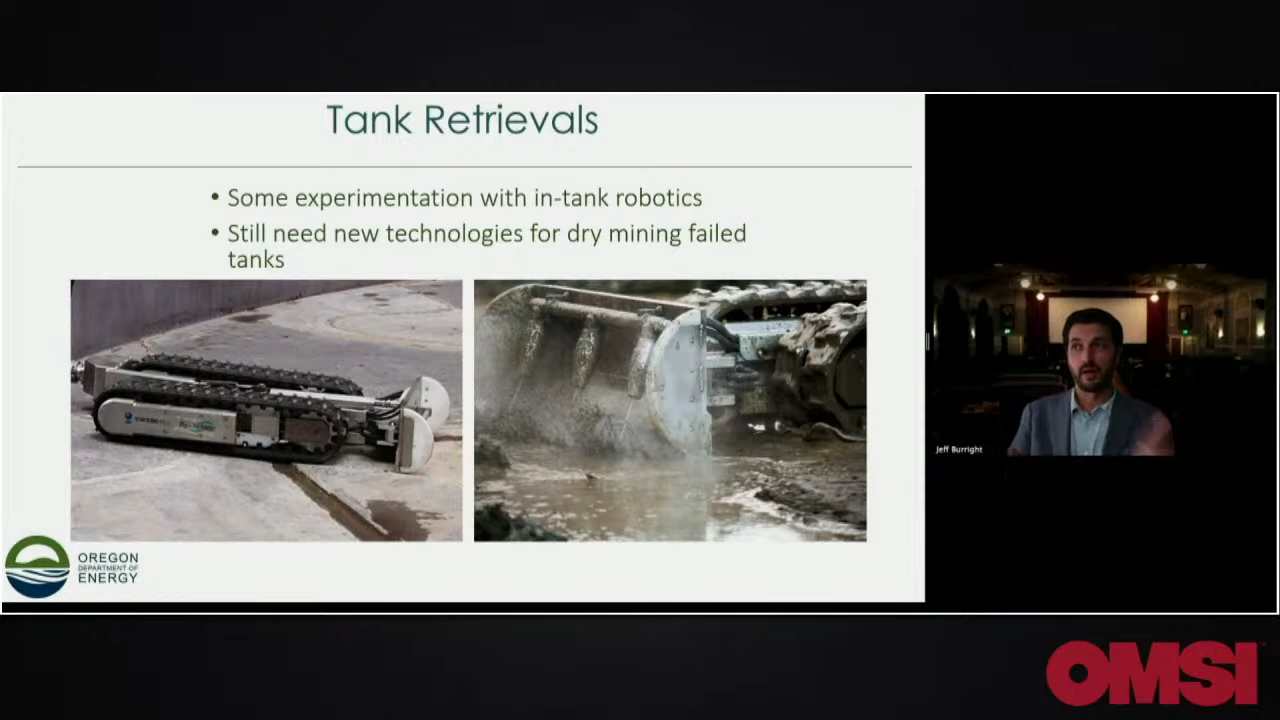 Tank Retrievals
• Some experimentation with in-tank robotics
• Still need new technologies for dry mining failed
tanks
OREGON
DEPARTMENT OF
ENERGY
Jeff Burright
OMSI